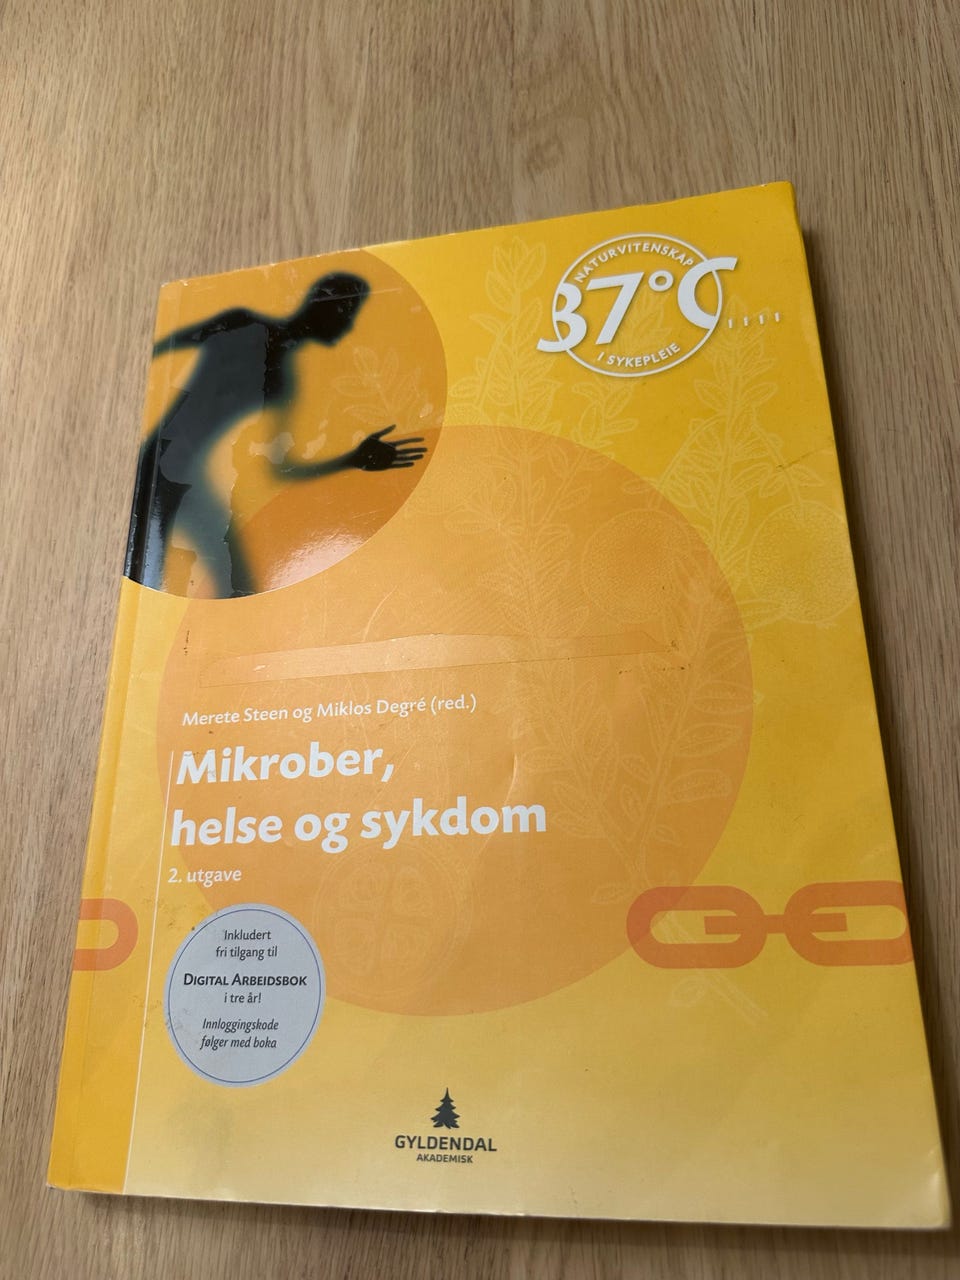 NATURVITENSKAP
37°C
I SYKEPLEIE
Merete Steen og Miklos Degré (red.)
Mikrober,
helse og sykdom
2. utgave
Inkludert
fri tilgang til
DIGITAL ARBEIDSBOK
i tre år!
Innloggingskode
følger med boka
GYLDENDAL
AKADEMISK